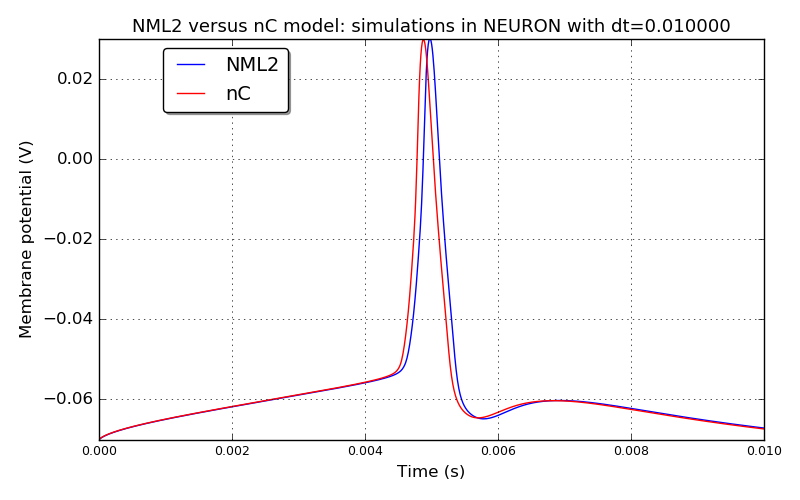 NML2 versus nC model: simulations in NEURON with dt=0.010000
NML2
nC
0.02
0.00
−0.02
−0.04
−0.06
Membrane potential (V)
0.000 0.002 0.004 0.006 0.008 0.010
Time (s)